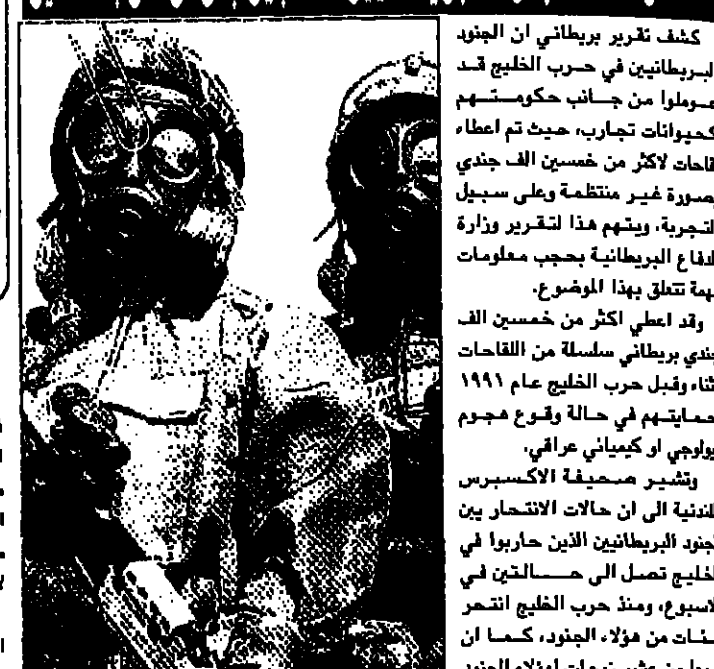 كشف تقرير بريطاني ان الجنود
البريطانيين في حرب الخليج قد
عوملوا من جانب حكومتهم
كحيوانات تجارب، حيث تم اعطاء
لقاحات لاكثر من خمسين الف جندي
بصورة غير منتظمة وعلى سبيل
التجربة، ويتهم هذا لتقرير وزارة
الدفاع البريطانية بحجب معلومات
مهمة تتعلق بهذا الموضوع.
وقد اعطي اكثر من خمسين الف
جندي بريطاني سلسلة من اللقاحات
اثناء وقبل حرب الخليج عام ١٩٩١
لحمايتهم في حالة وقوع هجوم
بيولوجي او كيميائي عراقي.
وتشير صحيفة الاكسبرس
اللندنية الى ان حالات الانتحار بين
الجنود البريطانيين الذين حاربوا في
الخليج تصل الى حالتين في
الاسبوع، ومنذ حرب الخليج انتحر
مئات من هؤلاء الجنود، كما ان